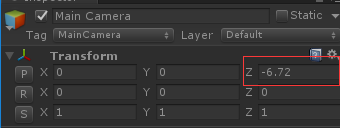 Main Camera Static
Tag MainCamera Layer Default
Transform
P X 0 Y 0 Z -6.72
R X 0 Y 0 Z 0
S X 1 Y 1 Z 1